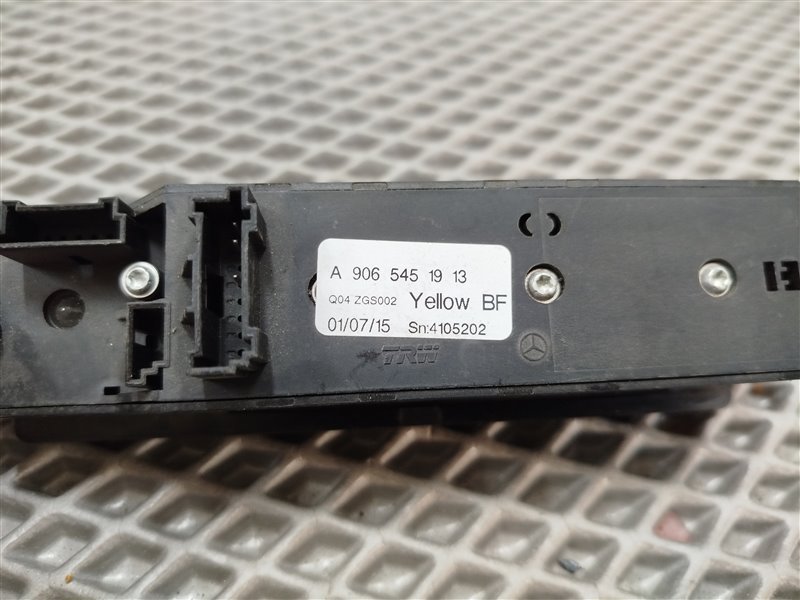 A 906 545 19 13
Q04 ZGS002 Yellow BF
01/07/15 Sn:4105202
TRW